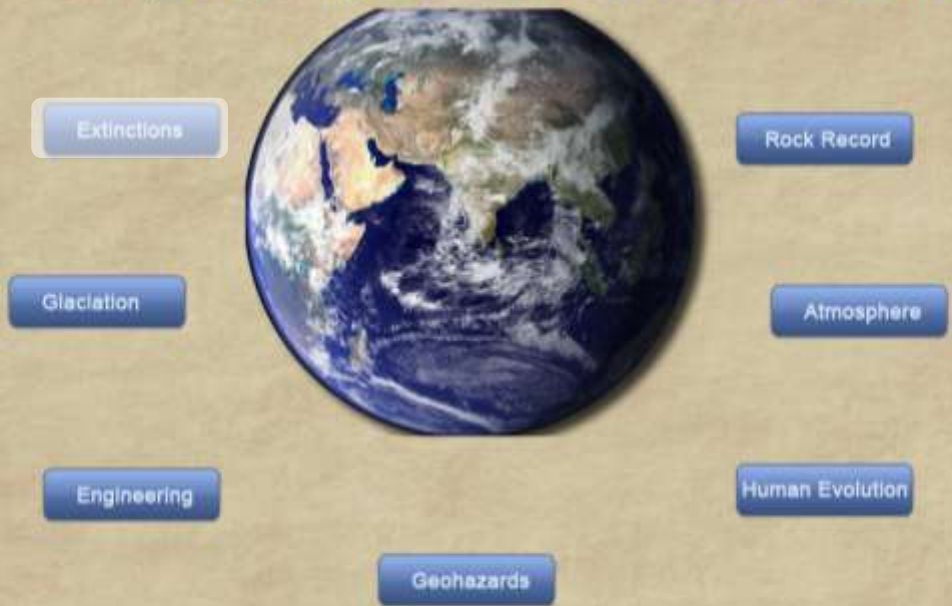 Extinctions
Rock Record
Glaciation
Atmosphere
Engineering
Human Evolution
Geohazards